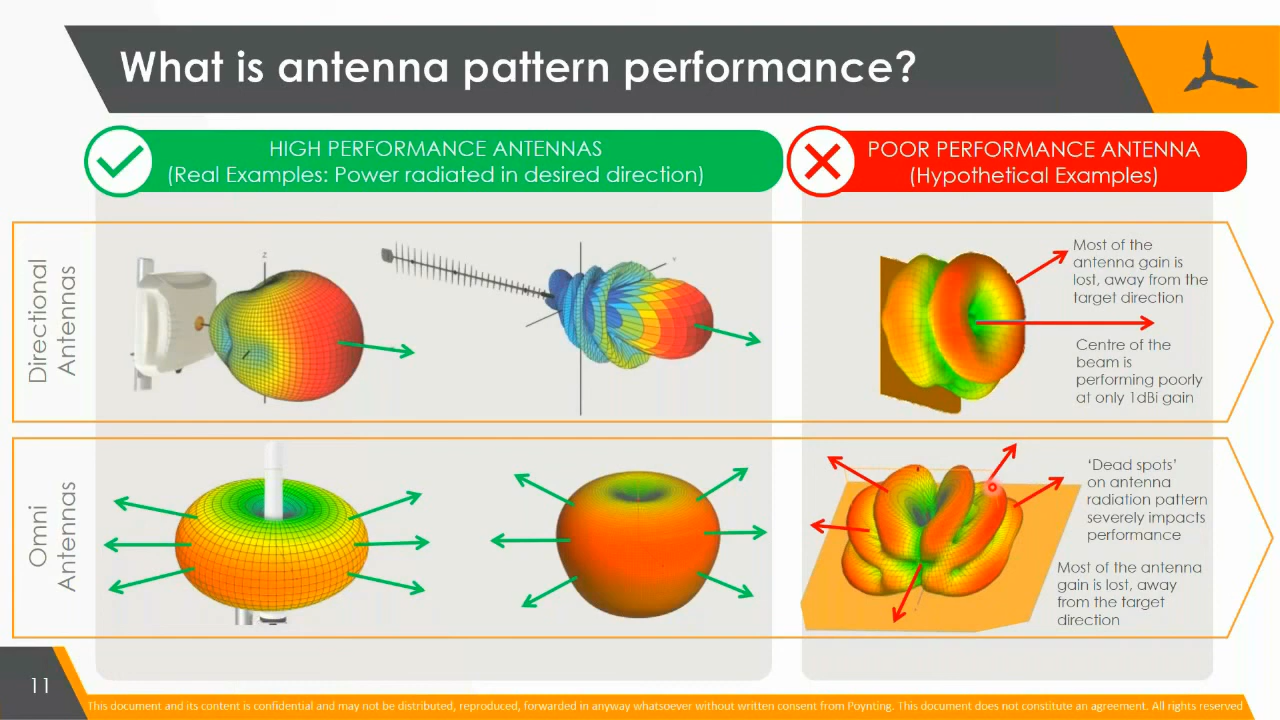 What is antenna pattern performance?
HIGH PERFORMANCE ANTENNAS
(Real Examples: Power radiated in desired direction)
POOR PERFORMANCE ANTENNA
(Hypothetical Examples)
Directional
Antennas
Z
Most of the
antenna gain is
lost, away from the
target direction
Centre of the
beam is
performing poorly
at only 1dBi gain
Omni
Antennas
'Dead spots'
on antenna
radiation pattern
severely impacts
performance
Most of the antenna
gain is lost, away
from the target
direction
11
This document and its content is confidential and may not be distributed, reproduced, forwarded in anyway whatsoever without written consent from Poynting. This document does not constitute an agreement. All rights reserved